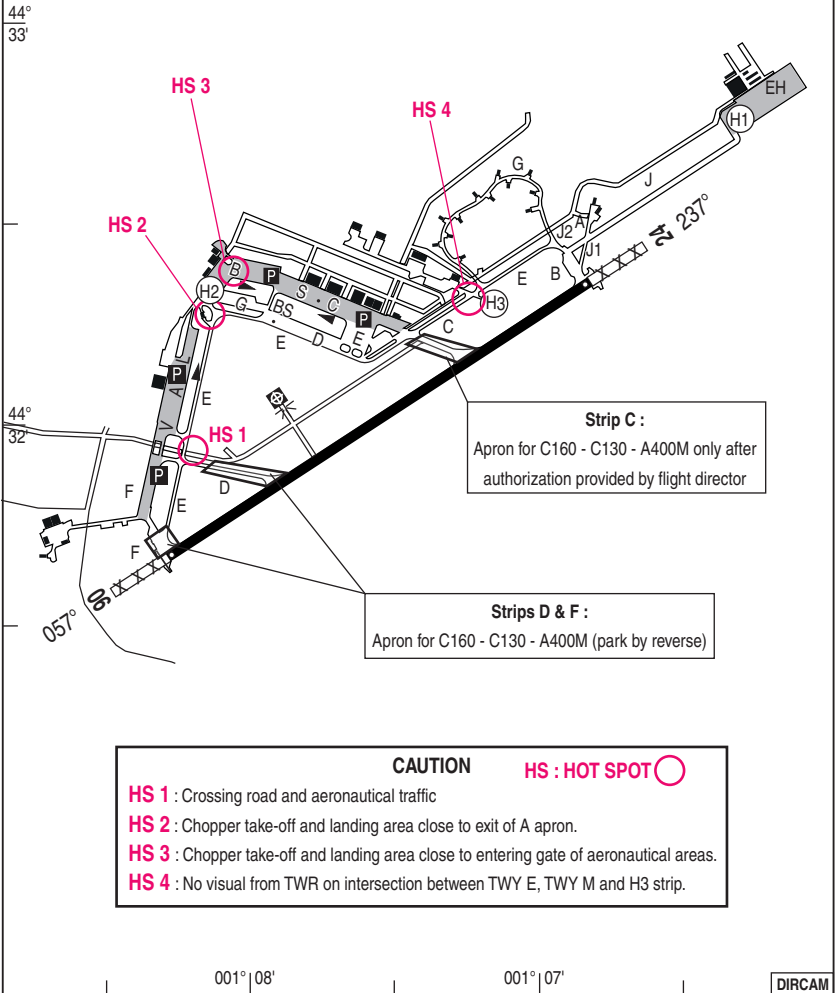 44°
33'
EH
HS 3
HS 4
H1
G
J
A
J2
J1
24 237°
HS 2
B
P
H2
S . C
E
B
H3
G
BS
P
C
E
D
E
L
P
A
E
K
V
44°
32'
HS 1
Strip C :
Apron for C160 - C130 - A400M only after
authorization provided by flight director
P
D
F
E
F
06
057°
Strips D & F :
Apron for C160 - C130 - A400M (park by reverse)
CAUTION
HS : HOT SPOT
HS 1 : Crossing road and aeronautical traffic
HS 2 : Chopper take-off and landing area close to exit of A apron.
HS 3 : Chopper take-off and landing area close to entering gate of aeronautical areas.
HS 4 : No visual from TWR on intersection between TWY E, TWY M and H3 strip.
001° 08'
001° 07'
DIRCAM